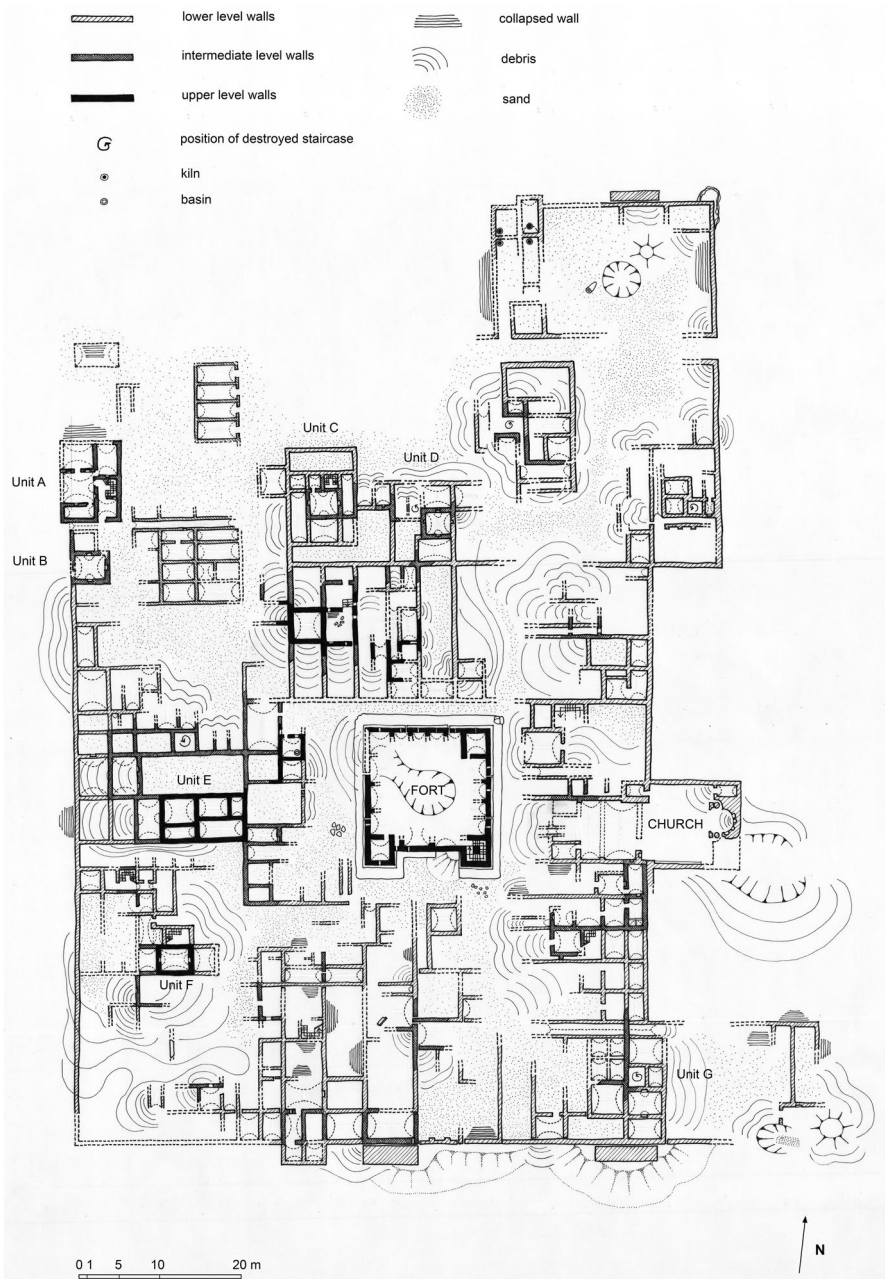 lower level walls
intermediate level walls
upper level walls
position of destroyed staircase
kiln
basin
collapsed wall
debris
sand
Unit C
Unit D
Unit A
Unit B
Unit E
FORT
CHURCH
Unit F
Unit G
0 1 5 10 20 m
N